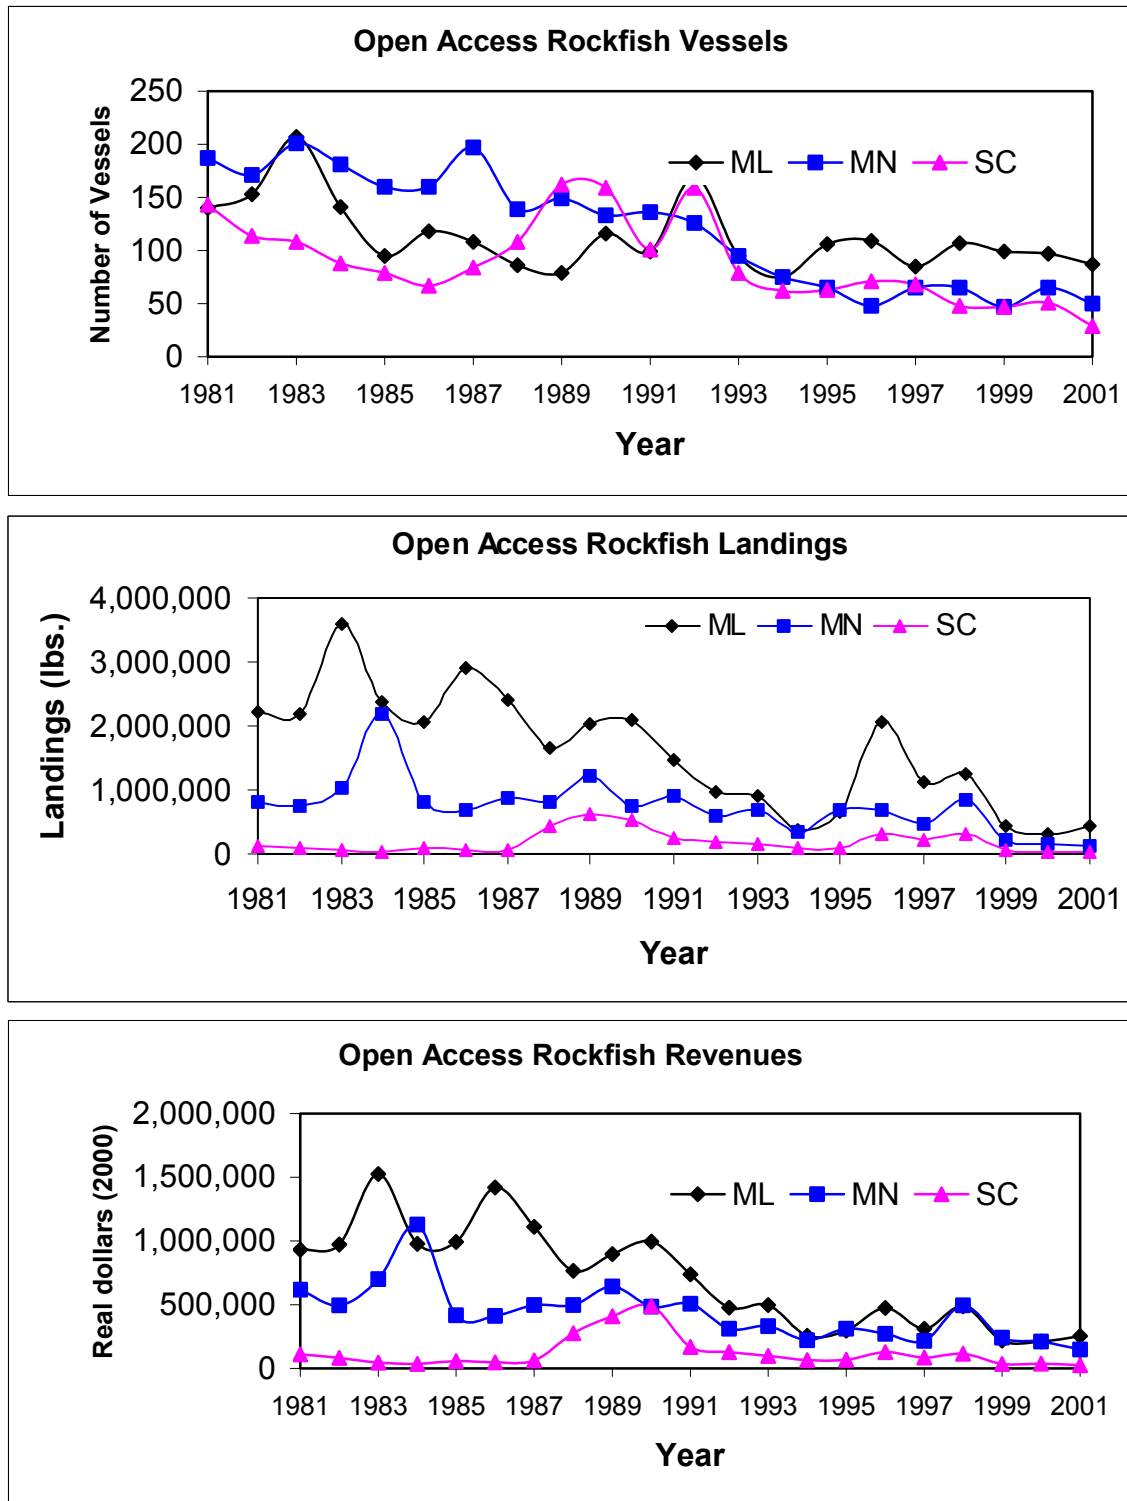 Open Access Rockfish Vessels
Number of Vessels
250
200
150
100
50
0
ML MN SC
1981 1983 1985 1987 1989 1991 1993 1995 1997 1999 2001
Year
Open Access Rockfish Landings
Landings (lbs.)
4,000,000
3,000,000
2,000,000
1,000,000
0
ML MN SC
1981 1983 1985 1987 1989 1991 1993 1995 1997 1999 2001
Year
Open Access Rockfish Revenues
Real dollars (2000)
2,000,000
1,500,000
1,000,000
500,000
0
ML MN SC
1981 1983 1985 1987 1989 1991 1993 1995 1997 1999 2001
Year